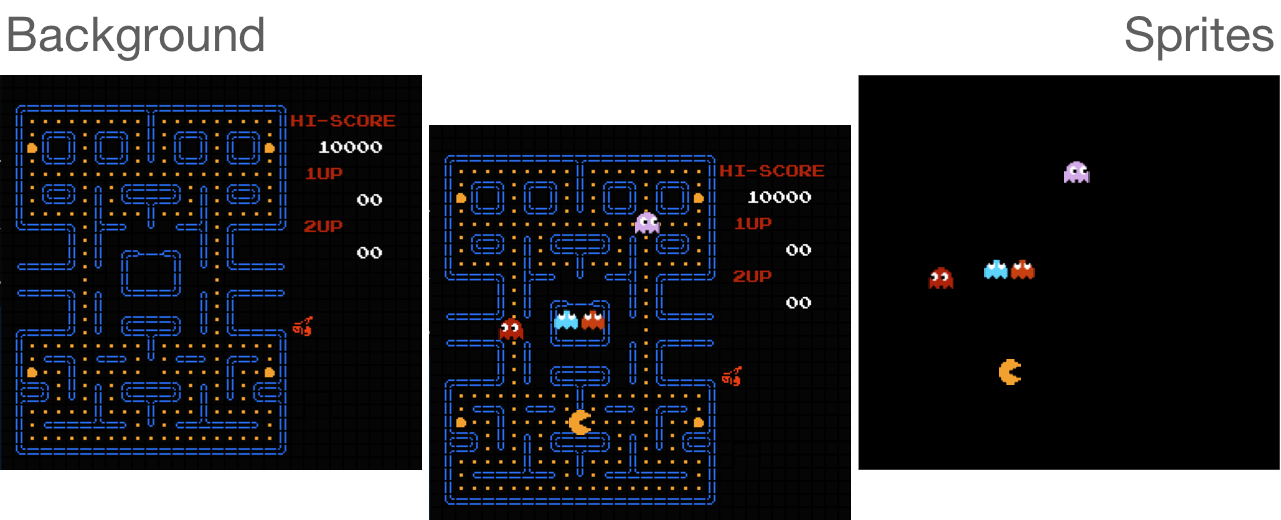 Background
Sprites
HI-SCORE
10000
1UP
00
2UP
00
HI-SCORE
10000
1UP
00
2UP
00